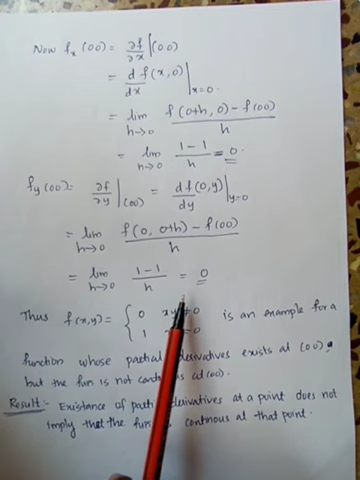 Now fx (00) = ∂f/∂x |(00)
= d/dx f(x,0) |x=0
= lim h→0 f(0+h, 0) - f(00) / h
= lim h→0 1-1/h = 0.
fy (00) = ∂f/∂y |(00) = d f(0,y)/dy |y=0
= lim h→0 f(0, 0+h) - f(00) / h
= lim h→0 1-1/h = 0
Thus f(x,y) = { 0 xy 0 is an example for a
1 =0
function whose partial derivatives exists at (00),
but the fun is not at (00).
Result:- Existance of derivatives at a point does not
imply that the fun is continous at that point.